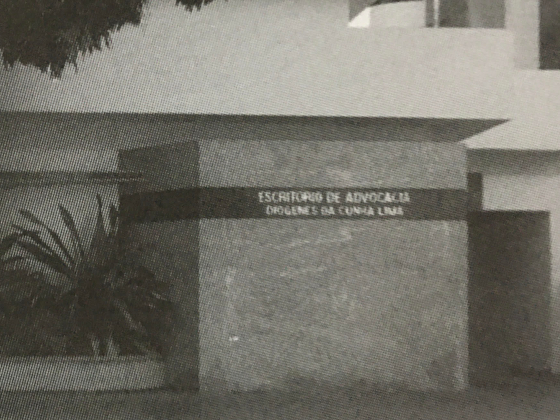 ESCRITORIO DE ADVOCACIA
DIOGENES DA CUNHA LIMA